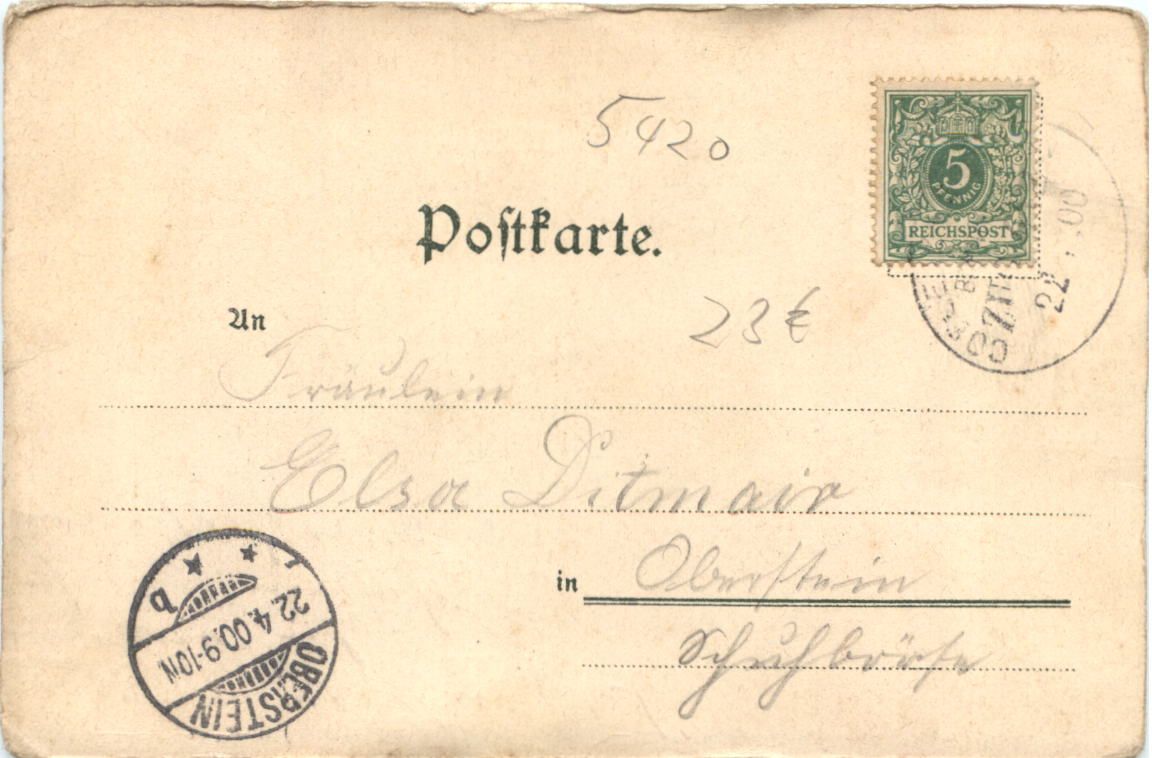 5420
5
PFENNIG
REICHSPOST
Postkarte.
22 00
An
23 €
Fräulein
Elsa Ditmair
in Oberstein
Schuhbörse
b
22.4.00.9-10N
OBERSTEIN